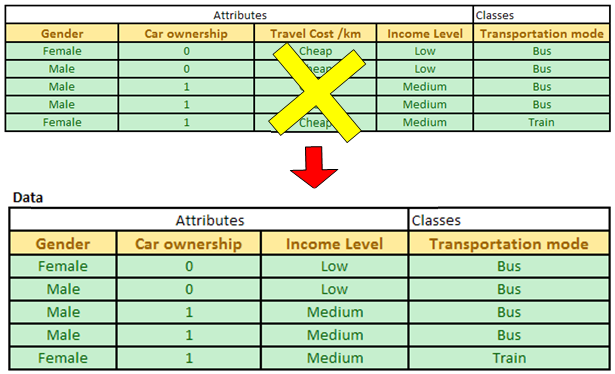 Attributes Classes
Gender Car ownership Travel Cost /km Income Level Transportation mode
Female 0 Cheap Low Bus
Male 0 Low Bus
Male 1 Medium Bus
Male 1 Medium Bus
Female 1 Cheap Medium Train
Data
Attributes Classes
Gender Car ownership Income Level Transportation mode
Female 0 Low Bus
Male 0 Low Bus
Male 1 Medium Bus
Male 1 Medium Bus
Female 1 Medium Train